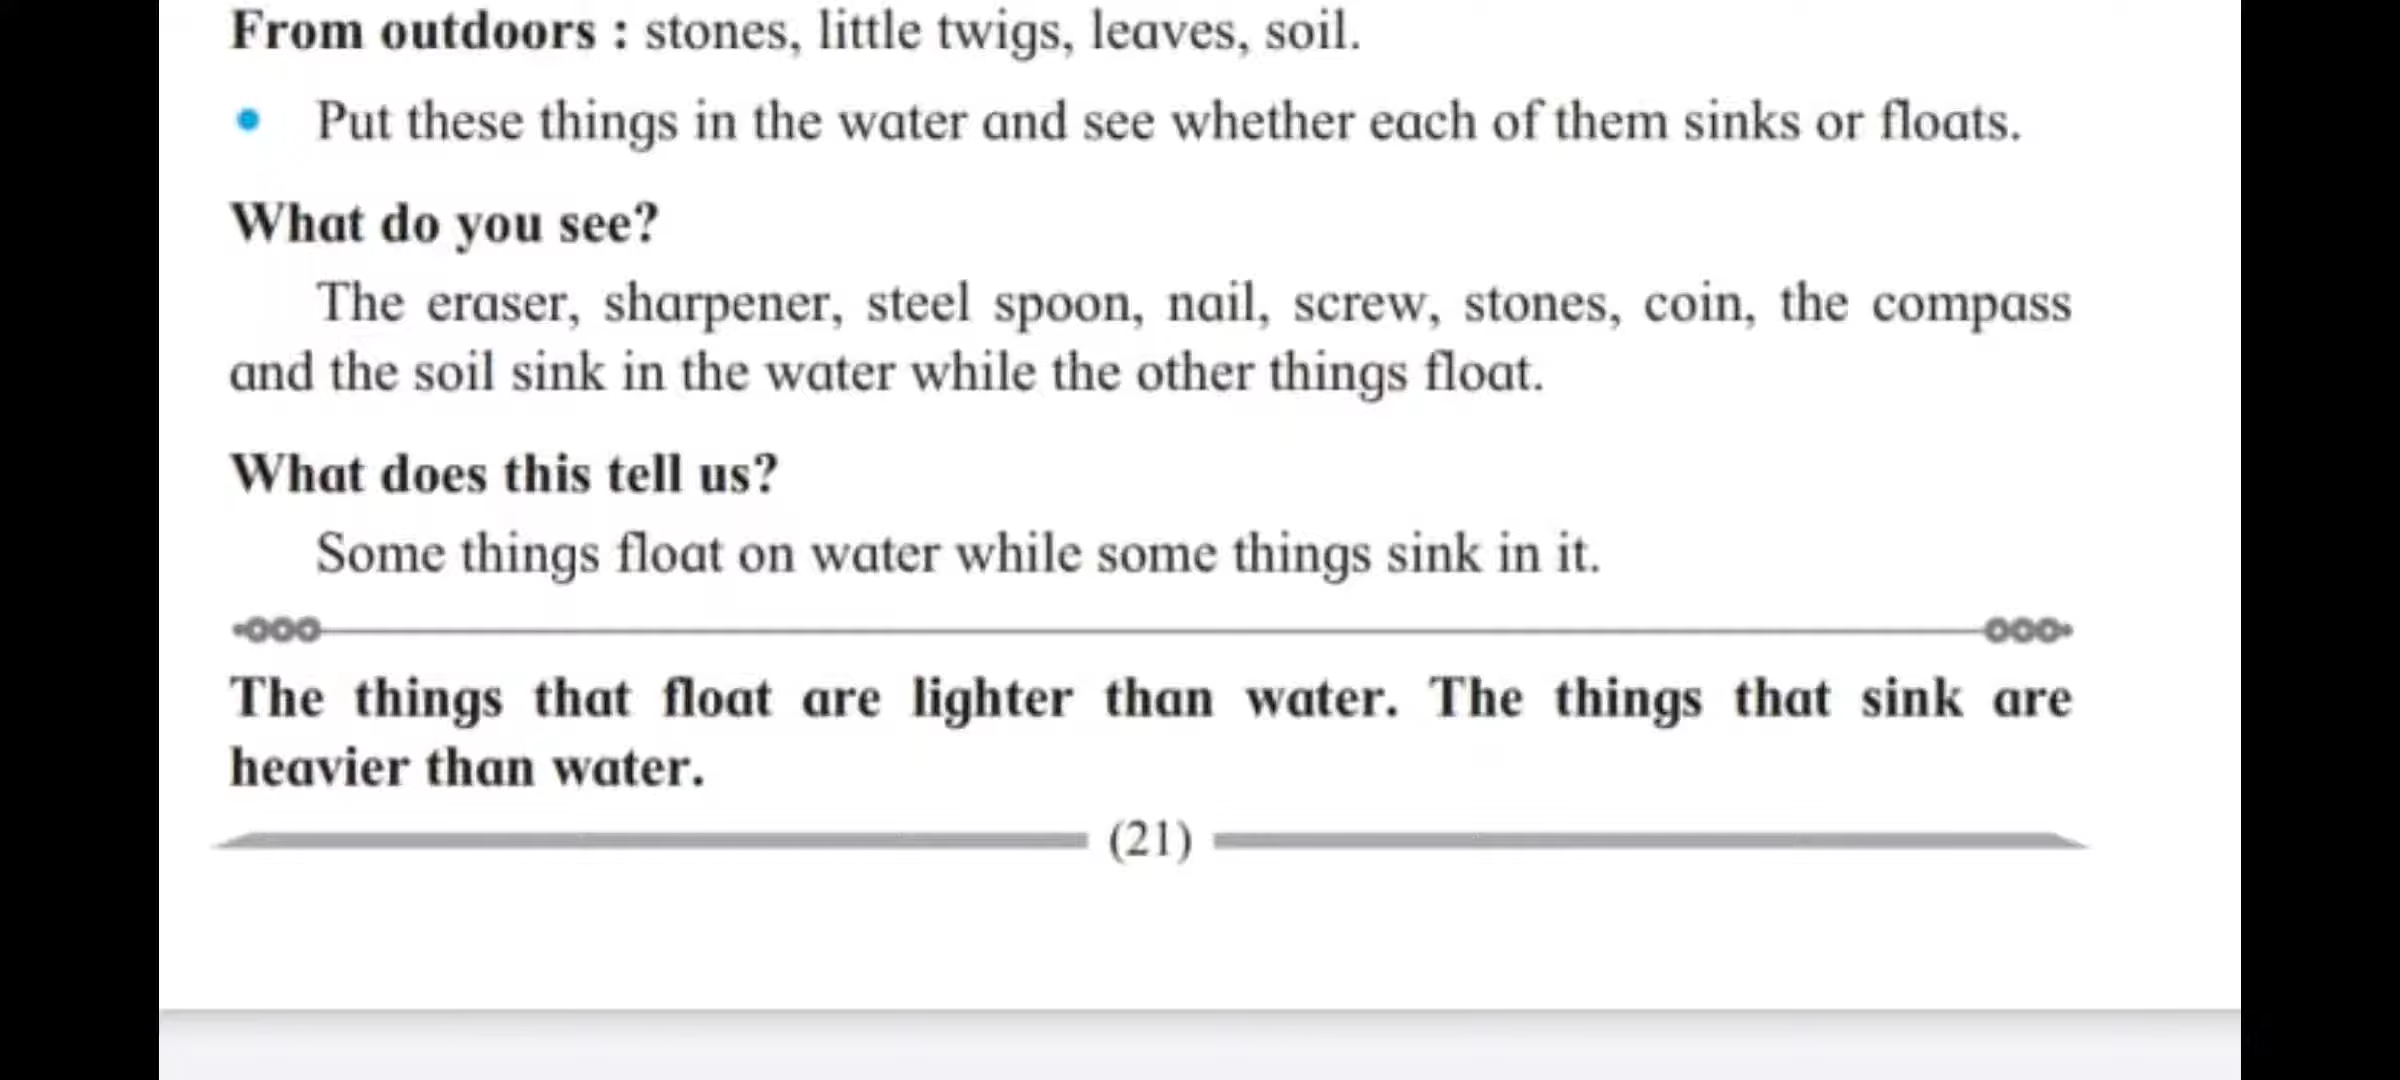 From outdoors : stones, little twigs, leaves, soil.
• Put these things in the water and see whether each of them sinks or floats.
What do you see?
The eraser, sharpener, steel spoon, nail, screw, stones, coin, the compass
and the soil sink in the water while the other things float.
What does this tell us?
Some things float on water while some things sink in it.
The things that float are lighter than water. The things that sink are
heavier than water.
(21)